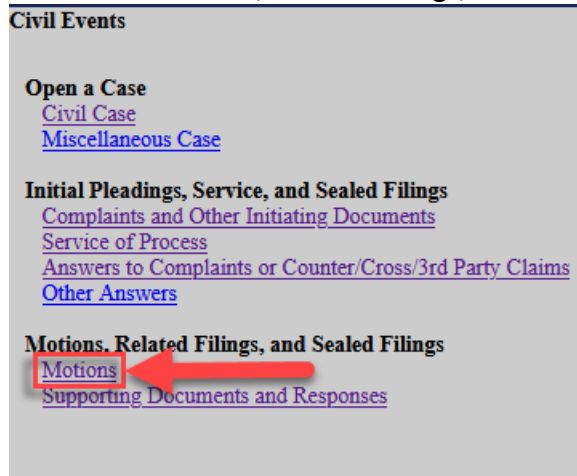 Civil Events
Open a Case
Civil Case
Miscellaneous Case
Initial Pleadings, Service, and Sealed Filings
Complaints and Other Initiating Documents
Service of Process
Answers to Complaints or Counter/Cross/3rd Party Claims
Other Answers
Motions, Related Filings, and Sealed Filings
Motions
Supporting Documents and Responses